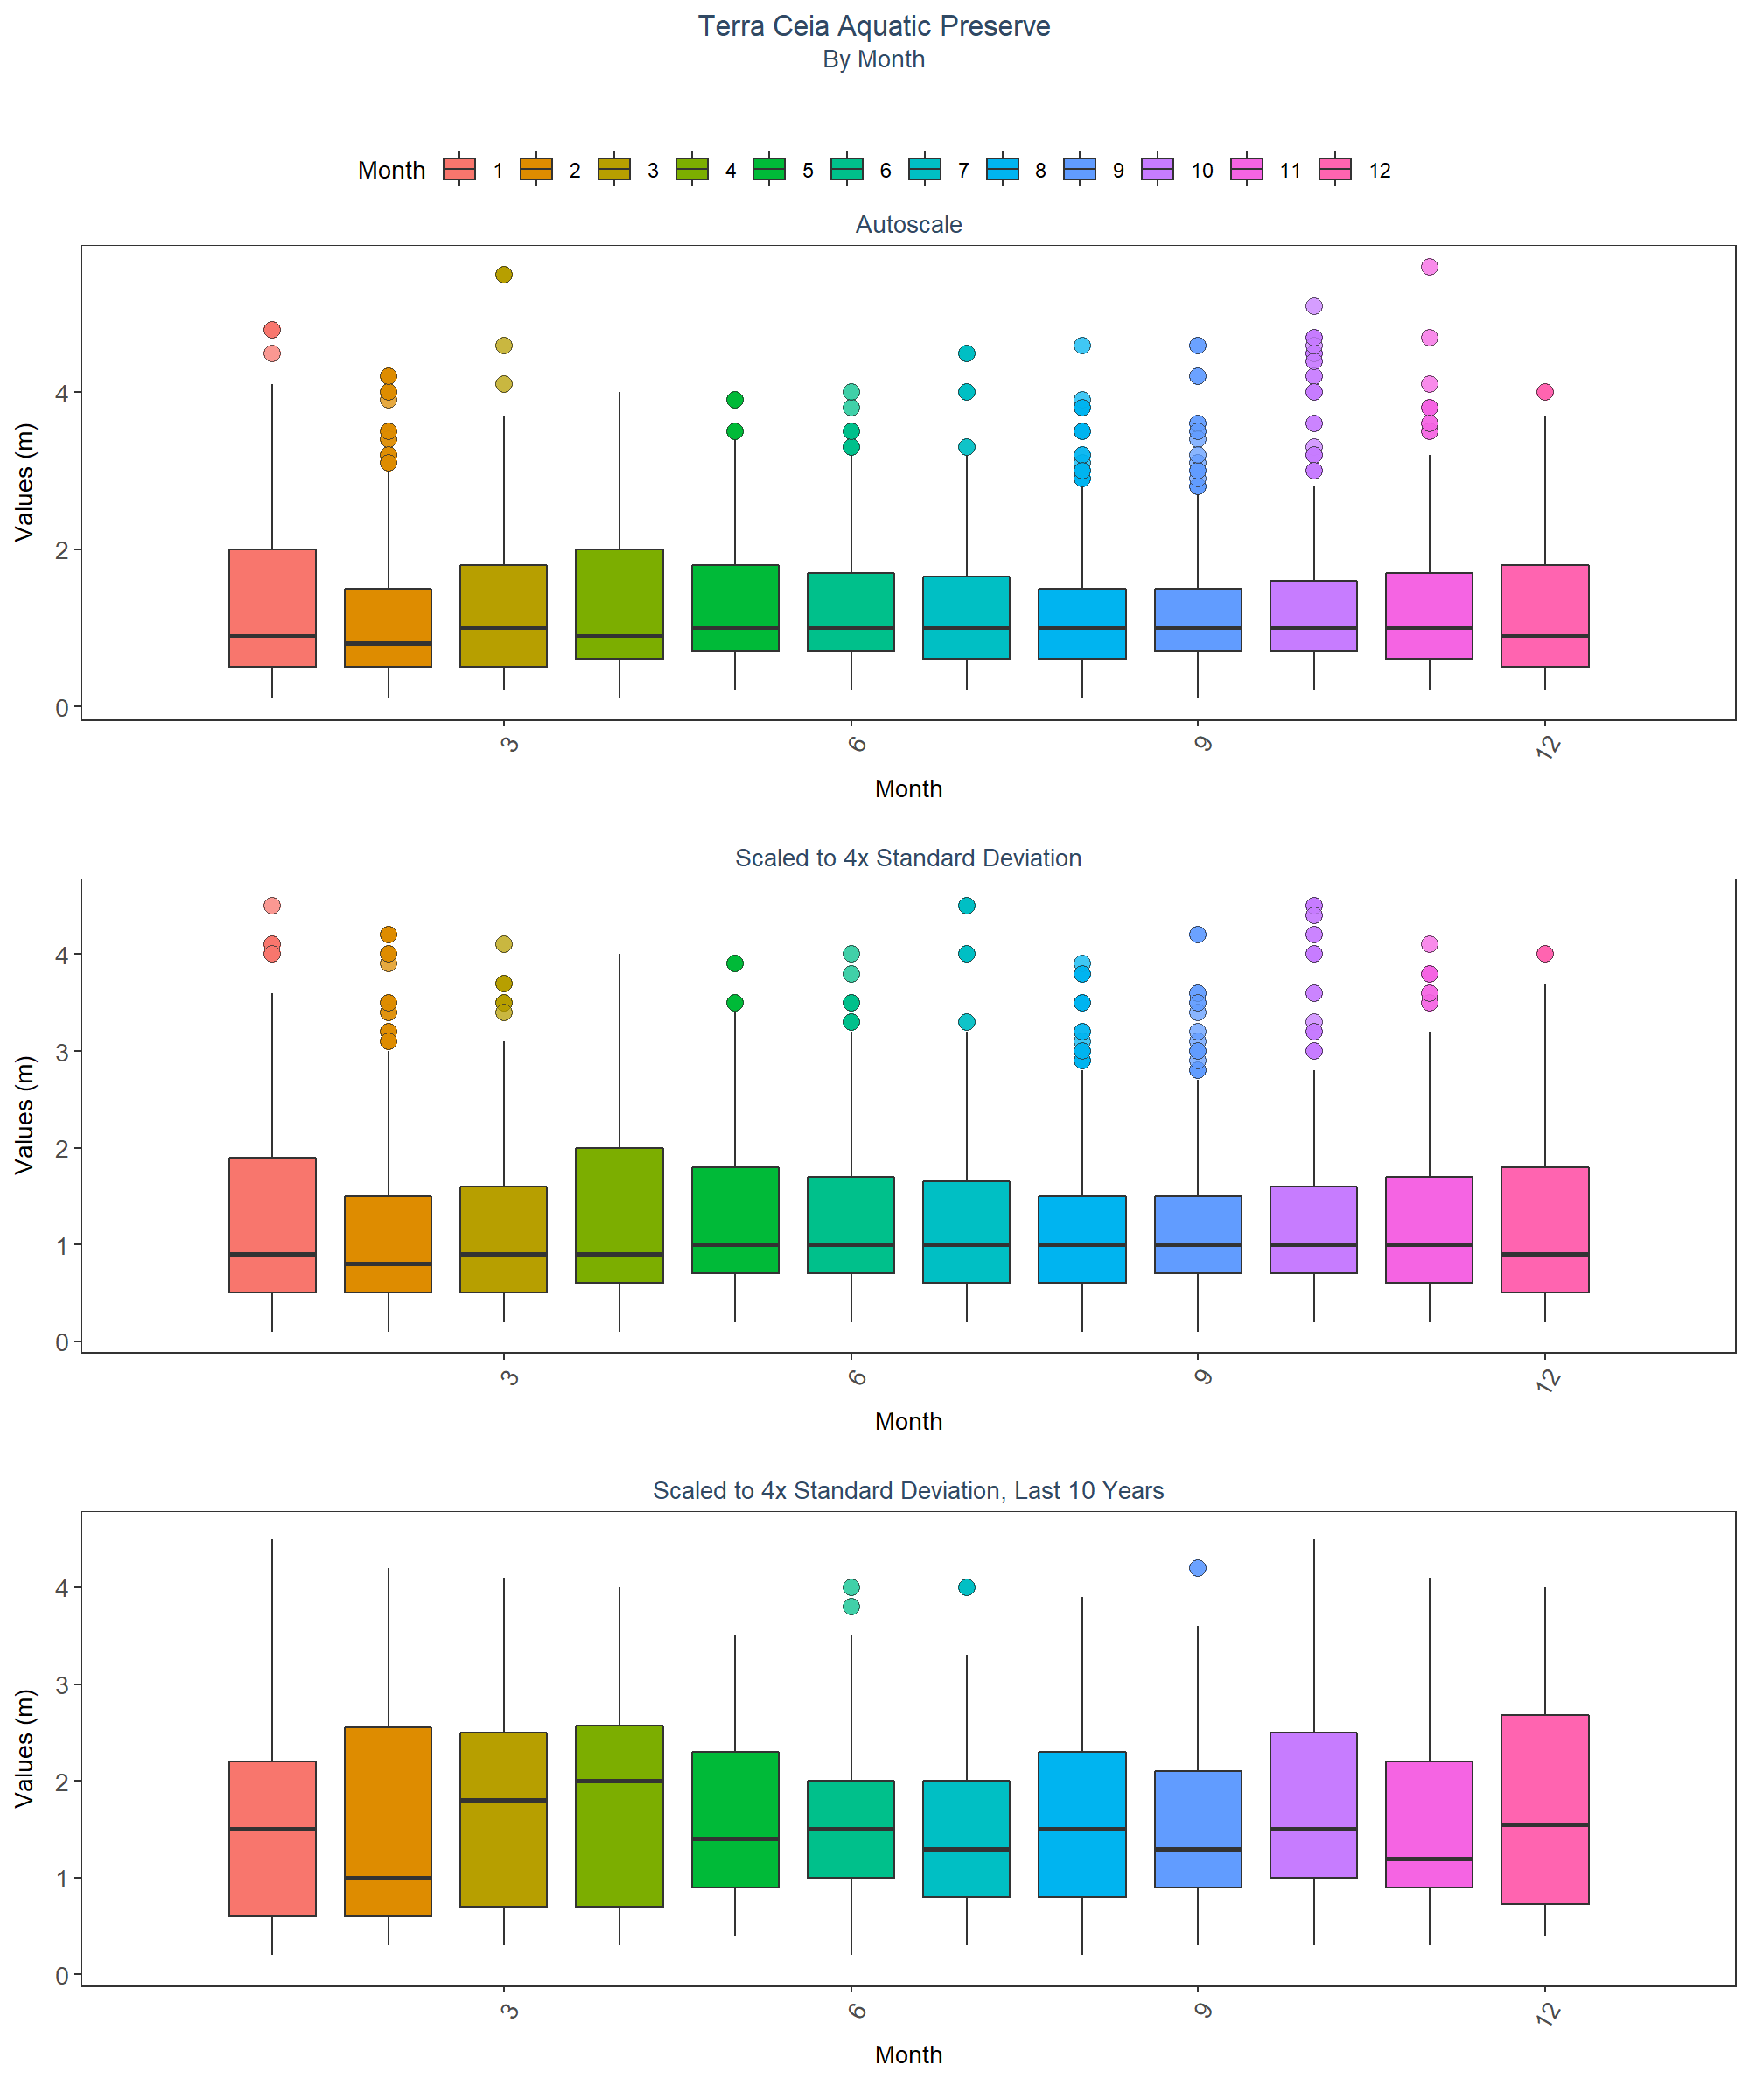 Terra Ceia Aquatic Preserve
By Month
Month 1 2 3 4 5 6 7 8 9 10 11 12
Autoscale
Values (m)
4
2
0
3 6 9 12
Month
Scaled to 4x Standard Deviation
Values (m)
4
3
2
1
0
3 6 9 12
Month
Scaled to 4x Standard Deviation, Last 10 Years
Values (m)
4
3
2
1
0
3 6 9 12
Month